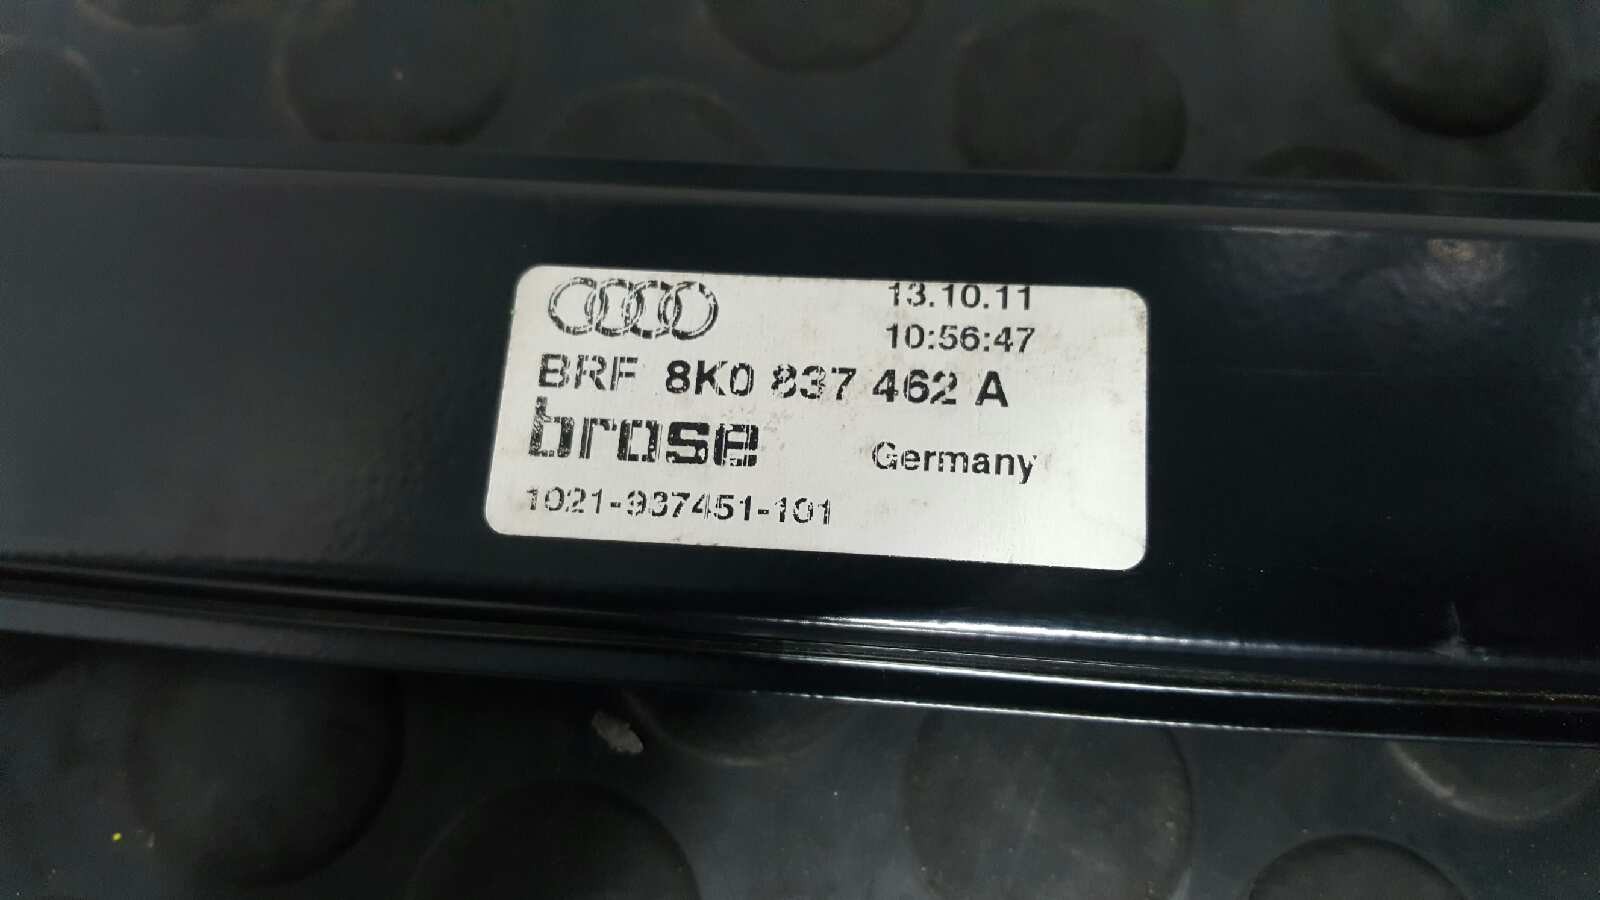 13.10.11
10:56:47
BRF 8K0 837 462 A
brose Germany
1021-937451-101